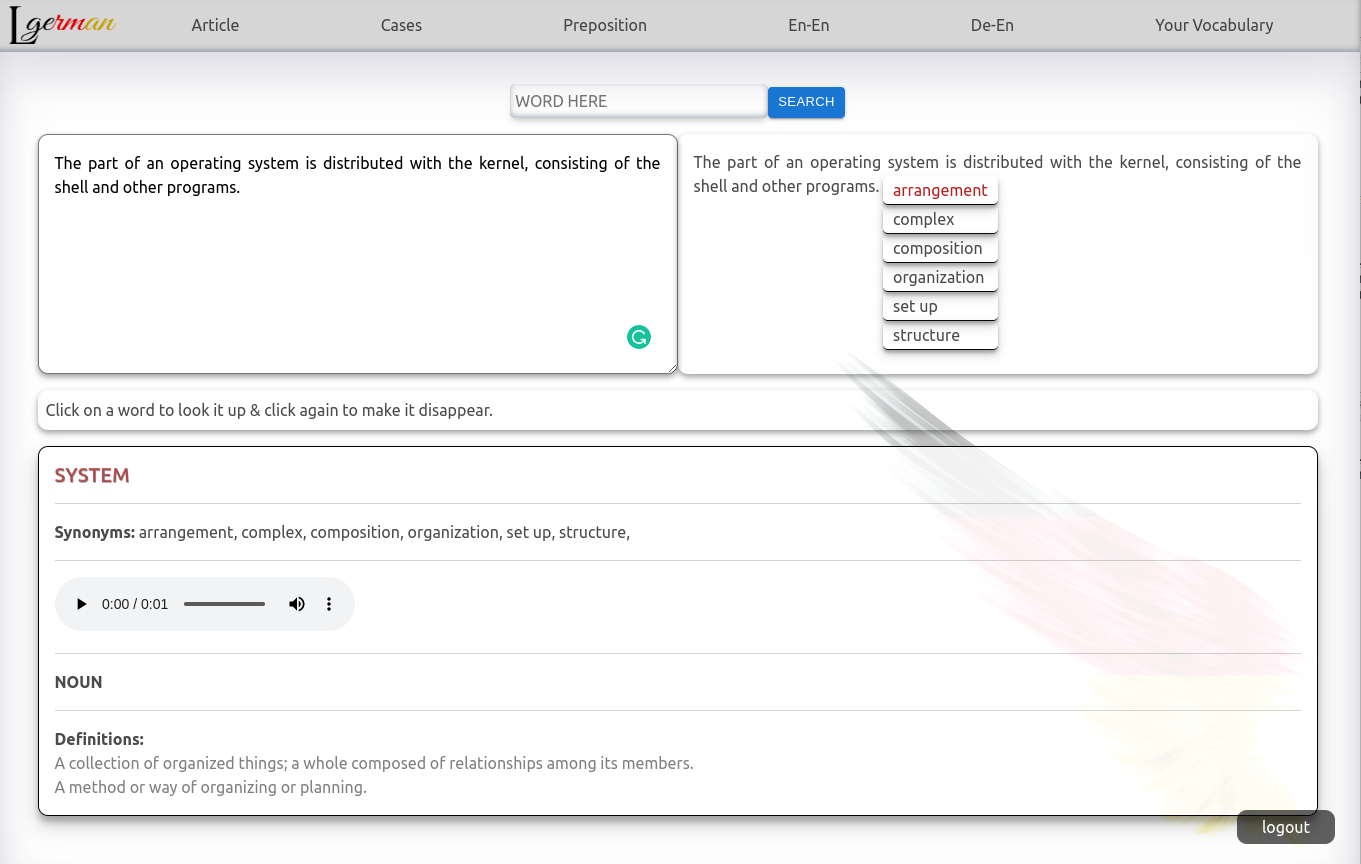 Lgerman
Article
Cases
Preposition
En-En
De-En
Your Vocabulary
WORD HERE
SEARCH
The part of an operating system is distributed with the kernel, consisting of the
shell and other programs.
The part of an operating system is distributed with the kernel, consisting of the
shell and other programs.
arrangement
complex
composition
organization
set up
structure
Click on a word to look it up & click again to make it disappear.
SYSTEM
Synonyms: arrangement, complex, composition, organization, set up, structure,
0:00 / 0:01
NOUN
Definitions:
A collection of organized things; a whole composed of relationships among its members.
A method or way of organizing or planning.
logout